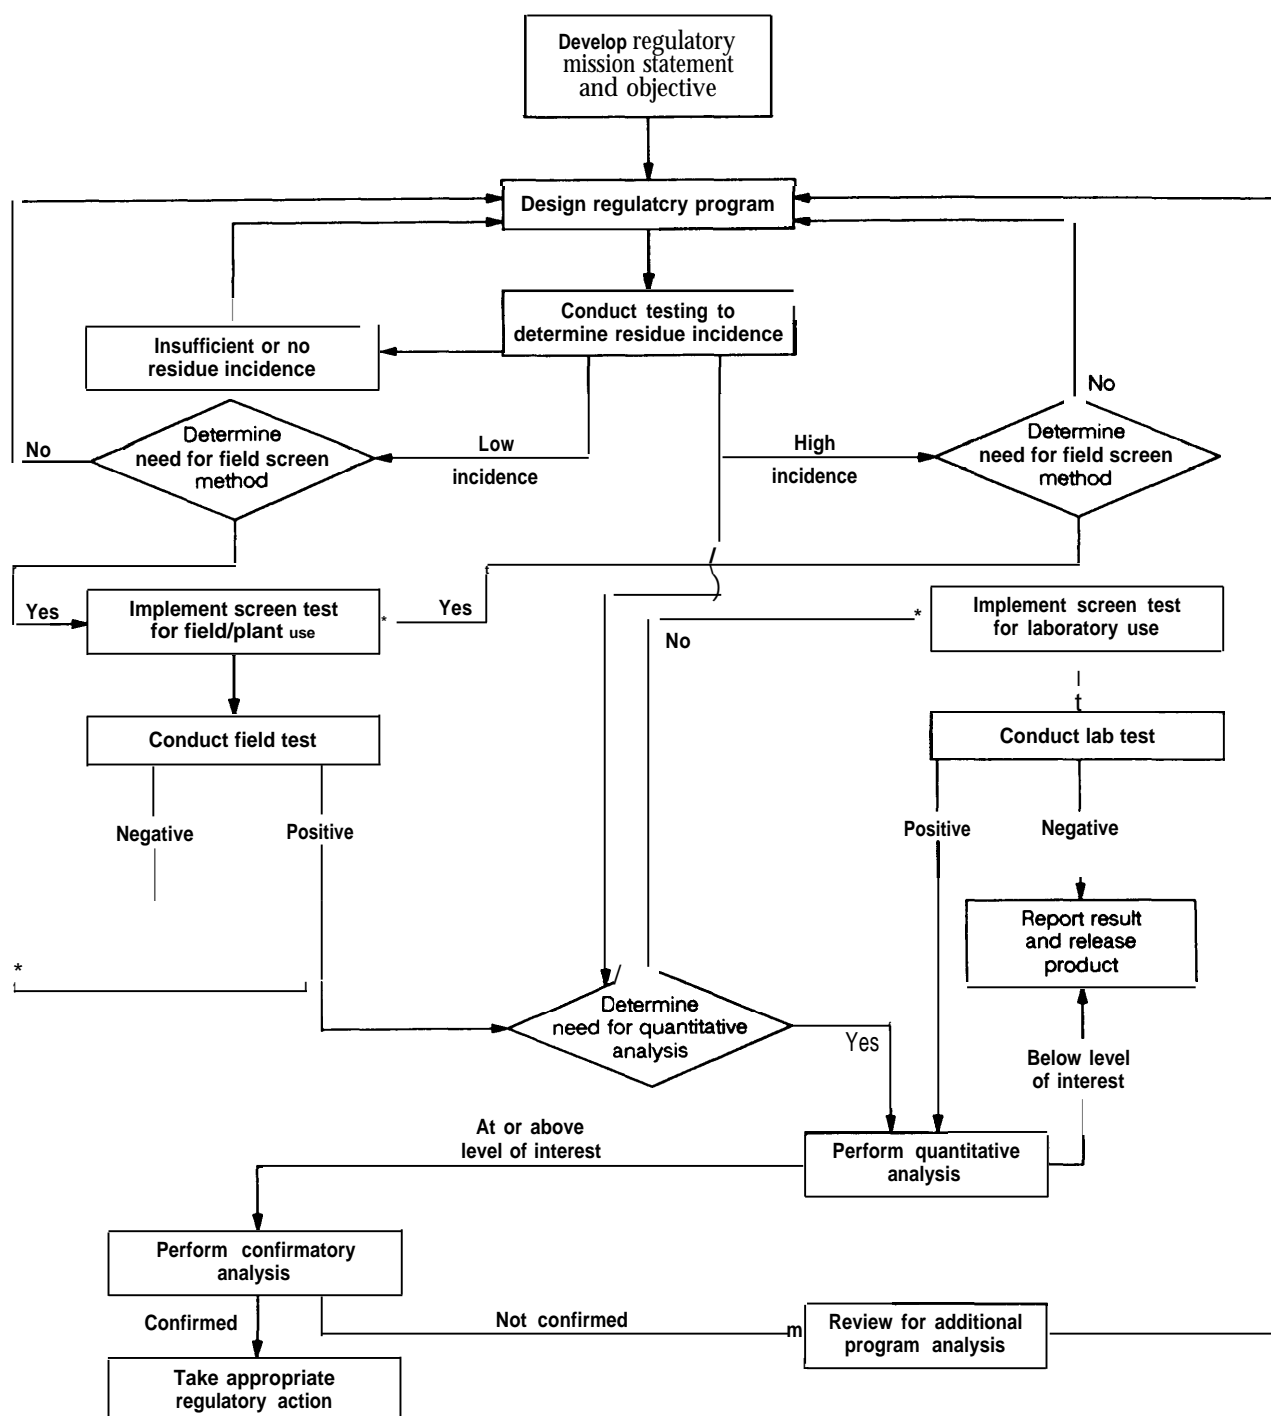 Develop regulatory
mission statement
and objective
Design regulatcry program
Conduct testing to
determine residue incidence
Insufficient or no
residue incidence
No
Determine
need for field screen
method
Low
incidence
High
incidence
No
Determine
need for field screen
method
Yes
Implement screen test
for field/plant use
*
Yes
No
*
Implement screen test
for laboratory use
t
Conduct field test
Conduct lab test
Negative
Positive
Positive
Negative
Report result
and release
product
*
Determine
need for quantitative
analysis
Yes
Below level
of interest
At or above
level of interest
Perform quantitative
analysis
Perform confirmatory
analysis
Confirmed
Not confirmed
m
Review for additional
program analysis
Take appropriate
regulatory action